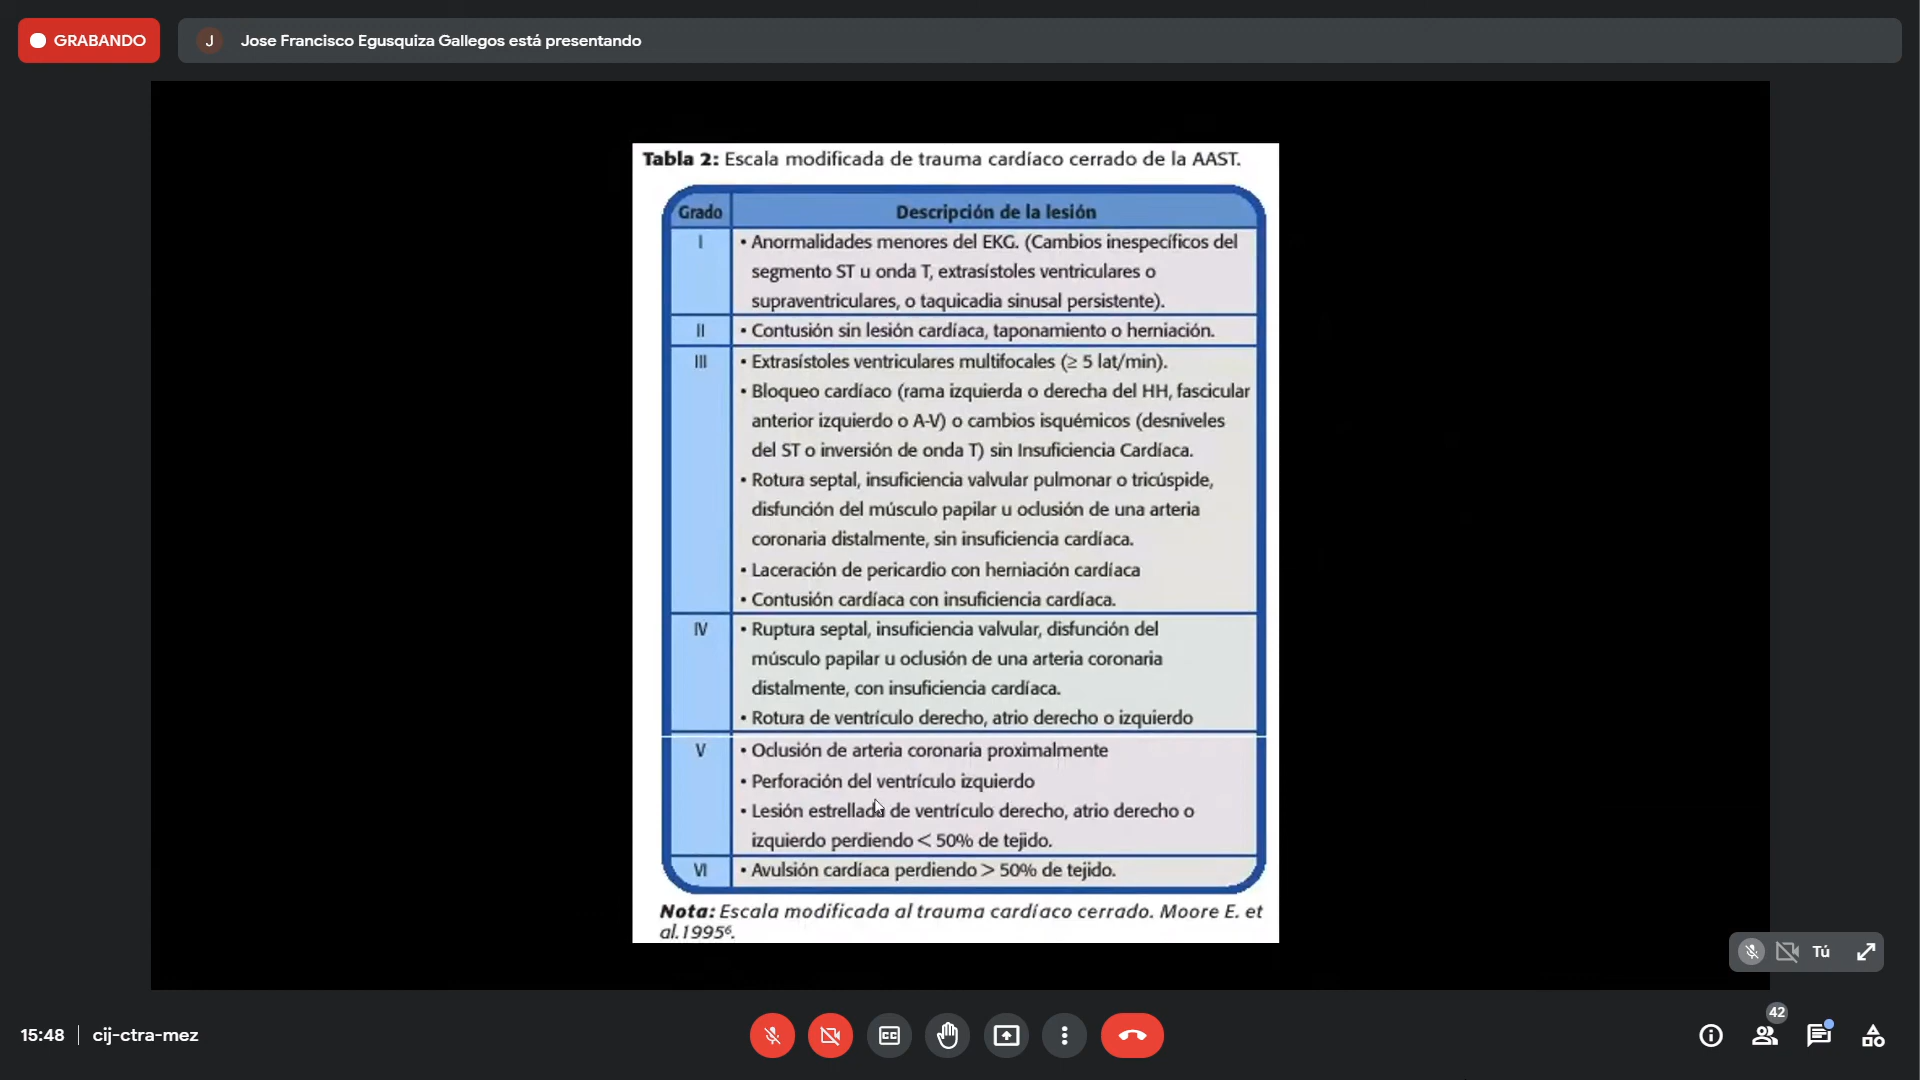 GRABANDO
J
Jose Francisco Egusquiza Gallegos está presentando
Tabla 2: Escala modificada de trauma cardíaco cerrado de la AAST.
Grado Descripción de la lesión
I • Anormalidades menores del EKG. (Cambios inespecíficos del
segmento ST u onda T, extrasístoles ventriculares o
supraventriculares, o taquicadia sinusal persistente).
II • Contusión sin lesión cardíaca, taponamiento o herniación.
III • Extrasístoles ventriculares multifocales (≥ 5 lat/min).
• Bloqueo cardíaco (rama izquierda o derecha del HH, fascicular
anterior izquierdo o A-V) o cambios isquémicos (desniveles
del ST o inversión de onda T) sin Insuficiencia Cardíaca.
• Rotura septal, insuficiencia valvular pulmonar o tricúspide,
disfunción del músculo papilar u oclusión de una arteria
coronaria distalmente, sin insuficiencia cardíaca.
• Laceración de pericardio con herniación cardíaca
• Contusión cardíaca con insuficiencia cardíaca.
IV • Ruptura septal, insuficiencia valvular, disfunción del
músculo papilar u oclusión de una arteria coronaria
distalmente, con insuficiencia cardíaca.
• Rotura de ventrículo derecho, atrio derecho o izquierdo
V • Oclusión de arteria coronaria proximalmente
• Perforación del ventrículo izquierdo
• Lesión estrellada de ventrículo derecho, atrio derecho o
izquierdo perdiendo < 50% de tejido.
VI • Avulsión cardíaca perdiendo > 50% de tejido.
Nota: Escala modificada al trauma cardíaco cerrado. Moore E. et
al.1995⁶.
Tú
15:48 | cij-ctra-mez
CC
42